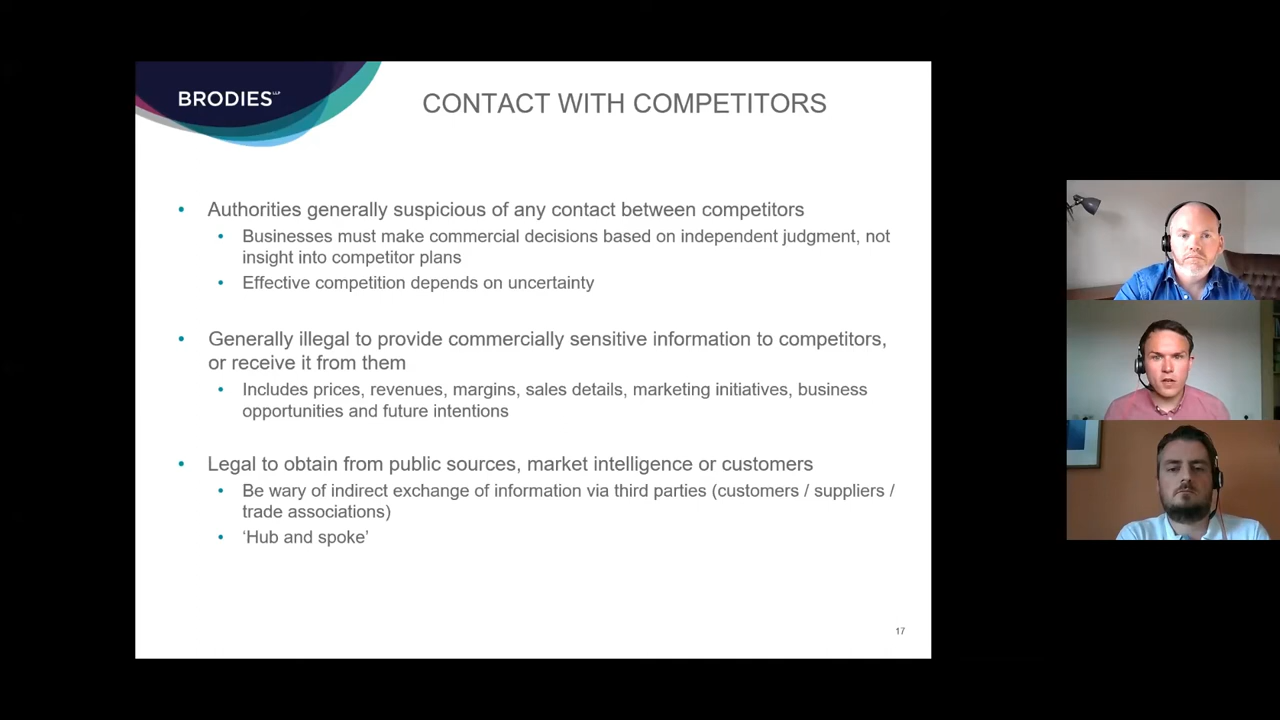 BRODIES LLP
CONTACT WITH COMPETITORS
• Authorities generally suspicious of any contact between competitors
• Businesses must make commercial decisions based on independent judgment, not
insight into competitor plans
• Effective competition depends on uncertainty
• Generally illegal to provide commercially sensitive information to competitors,
or receive it from them
• Includes prices, revenues, margins, sales details, marketing initiatives, business
opportunities and future intentions
• Legal to obtain from public sources, market intelligence or customers
• Be wary of indirect exchange of information via third parties (customers / suppliers /
trade associations)
• ‘Hub and spoke’
17